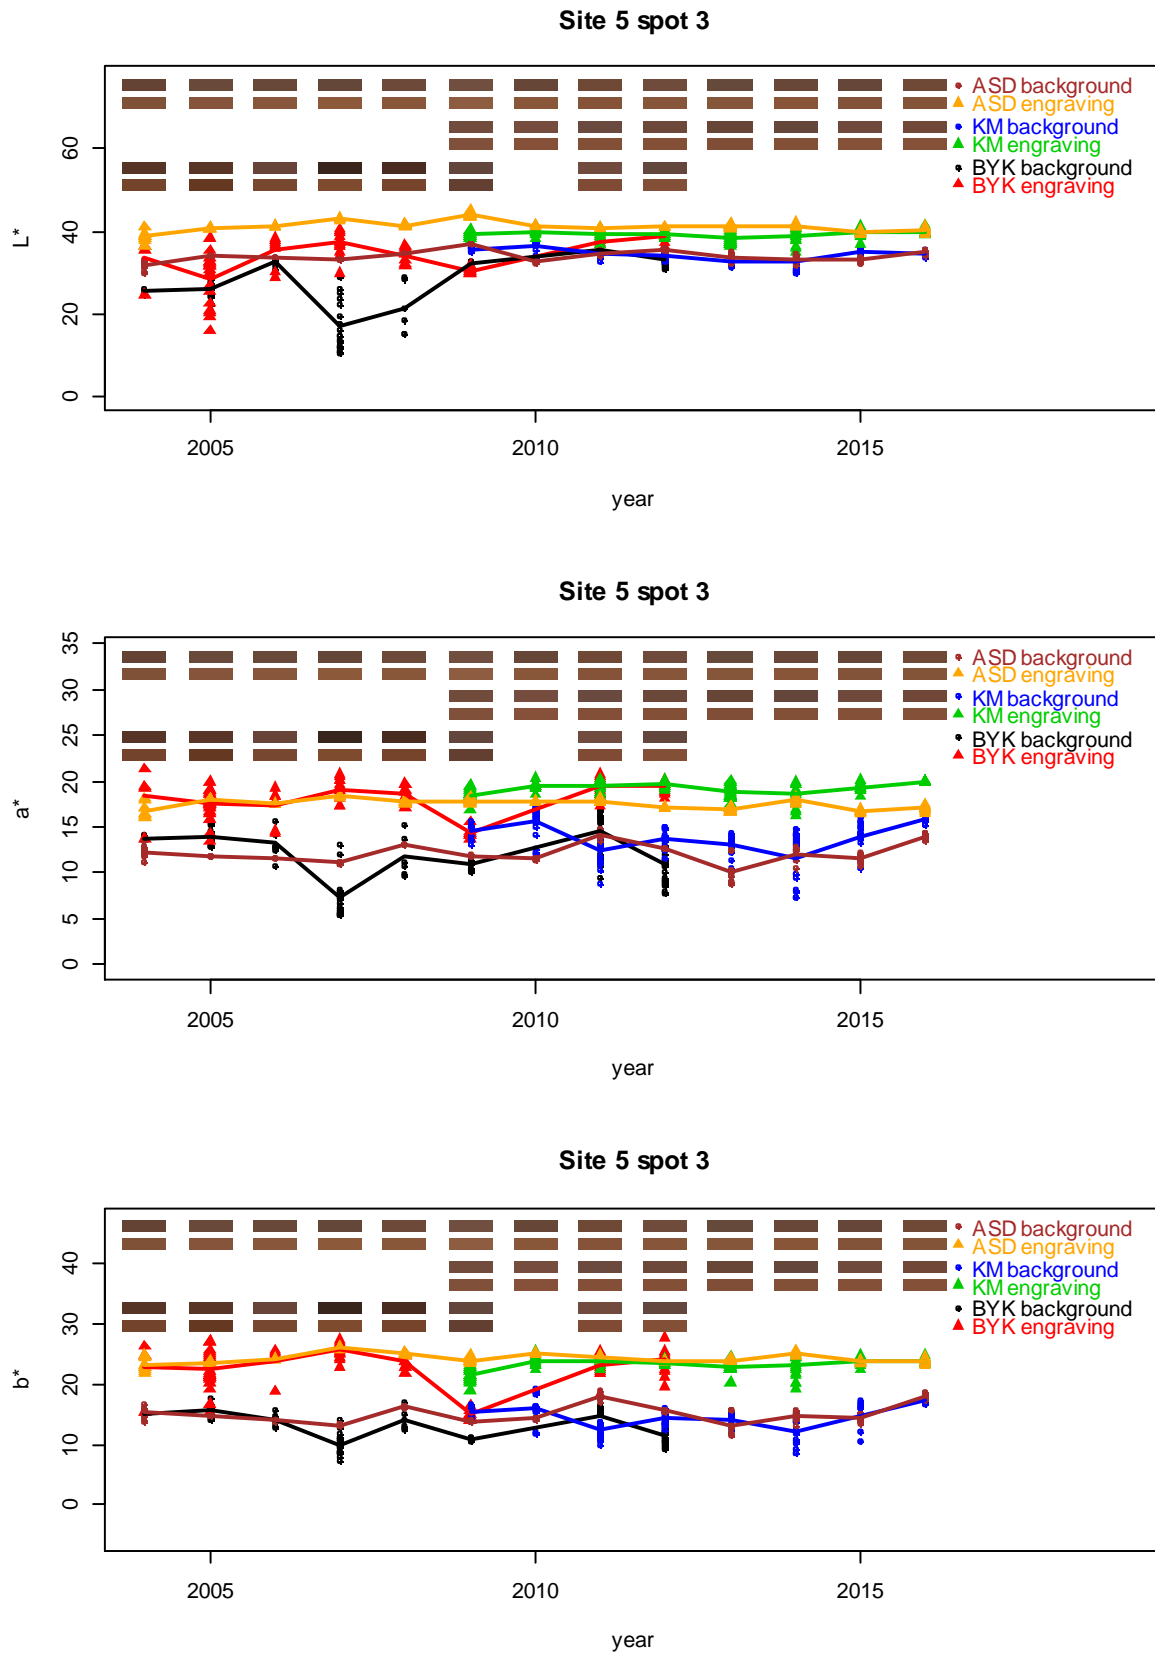 Site 5 spot 3
ASD background
ASD engraving
KM background
KM engraving
BYK background
BYK engraving
60
40
20
0
L*
2005
2010
2015
year
Site 5 spot 3
ASD background
ASD engraving
KM background
KM engraving
BYK background
BYK engraving
35
30
25
20
15
10
5
0
a*
2005
2010
2015
year
Site 5 spot 3
ASD background
ASD engraving
KM background
KM engraving
BYK background
BYK engraving
40
30
20
10
0
b*
2005
2010
2015
year